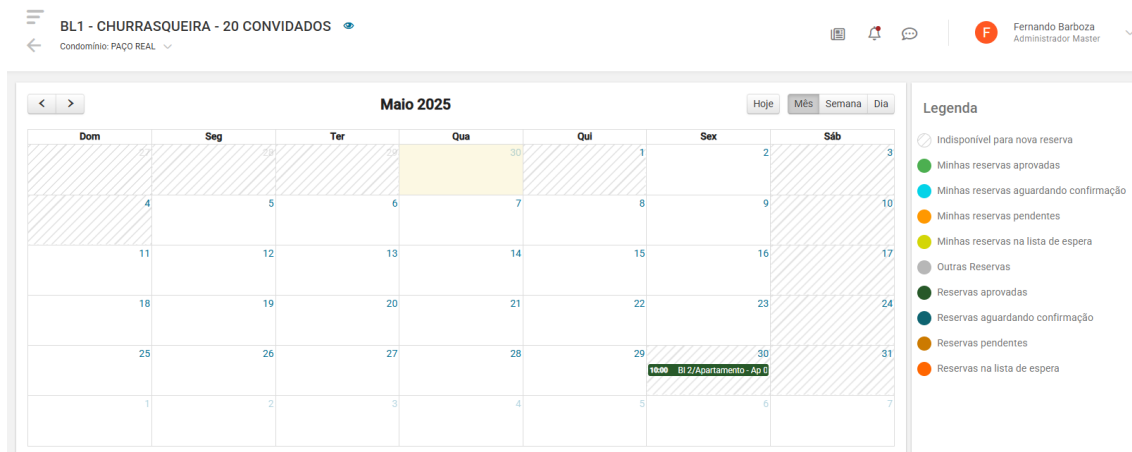 BL1 - CHURRASQUEIRA - 20 CONVIDADOS
Condomínio: PAÇO REAL
F
Fernando Barboza
Administrador Master
Maio 2025
Hoje Mês Semana Dia
Dom Seg Ter Qua Qui Sex Sáb
27 28 29 30 1 2 3
4 5 6 7 8 9 10
11 12 13 14 15 16 17
18 19 20 21 22 23 24
25 26 27 28 29 30 31
10:00 Bl 2/Apartamento - Ap 0
1 2 3 4 5 6 7
Legenda
Indisponível para nova reserva
Minhas reservas aprovadas
Minhas reservas aguardando confirmação
Minhas reservas pendentes
Minhas reservas na lista de espera
Outras Reservas
Reservas aprovadas
Reservas aguardando confirmação
Reservas pendentes
Reservas na lista de espera